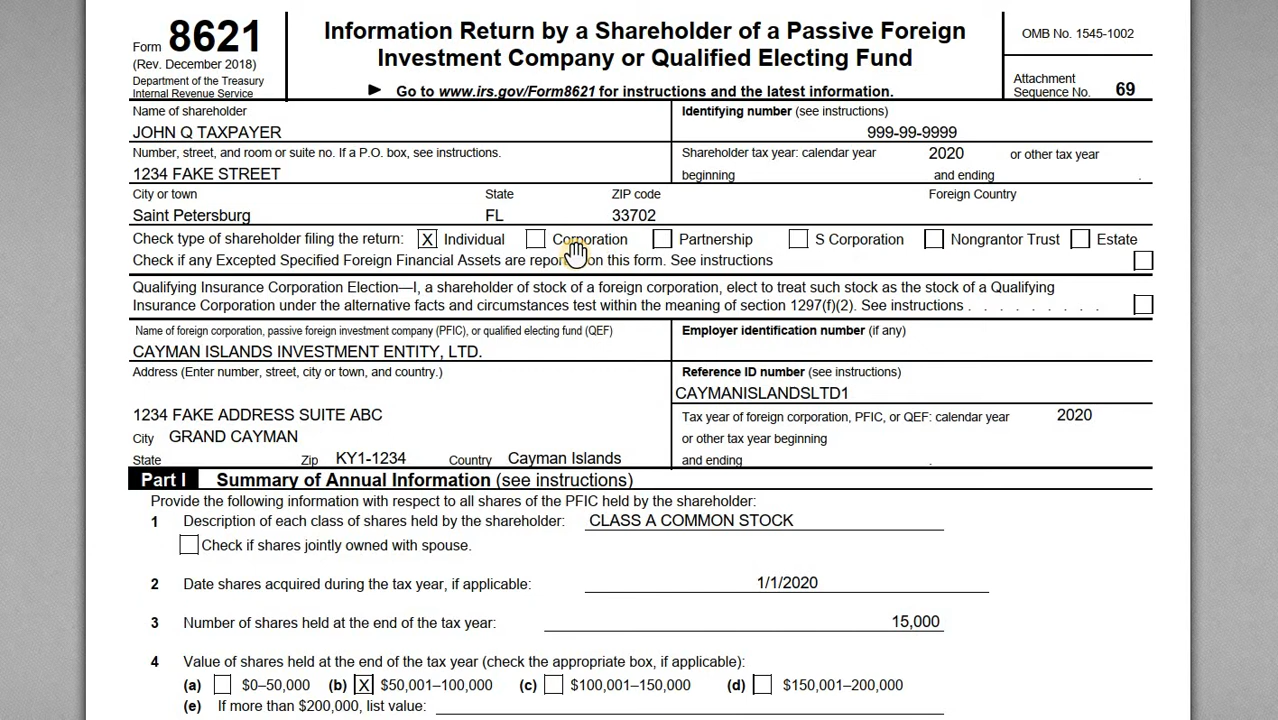 Form 8621
(Rev. December 2018)
Department of the Treasury
Internal Revenue Service
Information Return by a Shareholder of a Passive Foreign
Investment Company or Qualified Electing Fund
► Go to www.irs.gov/Form8621 for instructions and the latest information.
OMB No. 1545-1002
Attachment
Sequence No. 69
Name of shareholder
JOHN Q TAXPAYER
Identifying number (see instructions)
999-99-9999
Number, street, and room or suite no. If a P.O. box, see instructions.
1234 FAKE STREET
Shareholder tax year: calendar year 2020 or other tax year
beginning and ending .
City or town State ZIP code Foreign Country
Saint Petersburg FL 33702
Check type of shareholder filing the return: X Individual Corporation Partnership S Corporation Nongrantor Trust Estate
Check if any Excepted Specified Foreign Financial Assets are reported on this form. See instructions
Qualifying Insurance Corporation Election—I, a shareholder of stock of a foreign corporation, elect to treat such stock as the stock of a Qualifying
Insurance Corporation under the alternative facts and circumstances test within the meaning of section 1297(f)(2). See instructions . . . . . . . . .
Name of foreign corporation, passive foreign investment company (PFIC), or qualified electing fund (QEF)
CAYMAN ISLANDS INVESTMENT ENTITY, LTD.
Employer identification number (if any)
Address (Enter number, street, city or town, and country.)
1234 FAKE ADDRESS SUITE ABC
City GRAND CAYMAN
State Zip KY1-1234 Country Cayman Islands
Reference ID number (see instructions)
CAYMANISLANDSLTD1
Tax year of foreign corporation, PFIC, or QEF: calendar year 2020
or other tax year beginning
and ending .
Part I Summary of Annual Information (see instructions)
Provide the following information with respect to all shares of the PFIC held by the shareholder:
1 Description of each class of shares held by the shareholder: CLASS A COMMON STOCK
Check if shares jointly owned with spouse.
2 Date shares acquired during the tax year, if applicable: 1/1/2020
3 Number of shares held at the end of the tax year: 15,000
4 Value of shares held at the end of the tax year (check the appropriate box, if applicable):
(a) $0–50,000 (b) X $50,001–100,000 (c) $100,001–150,000 (d) $150,001–200,000
(e) If more than $200,000, list value: